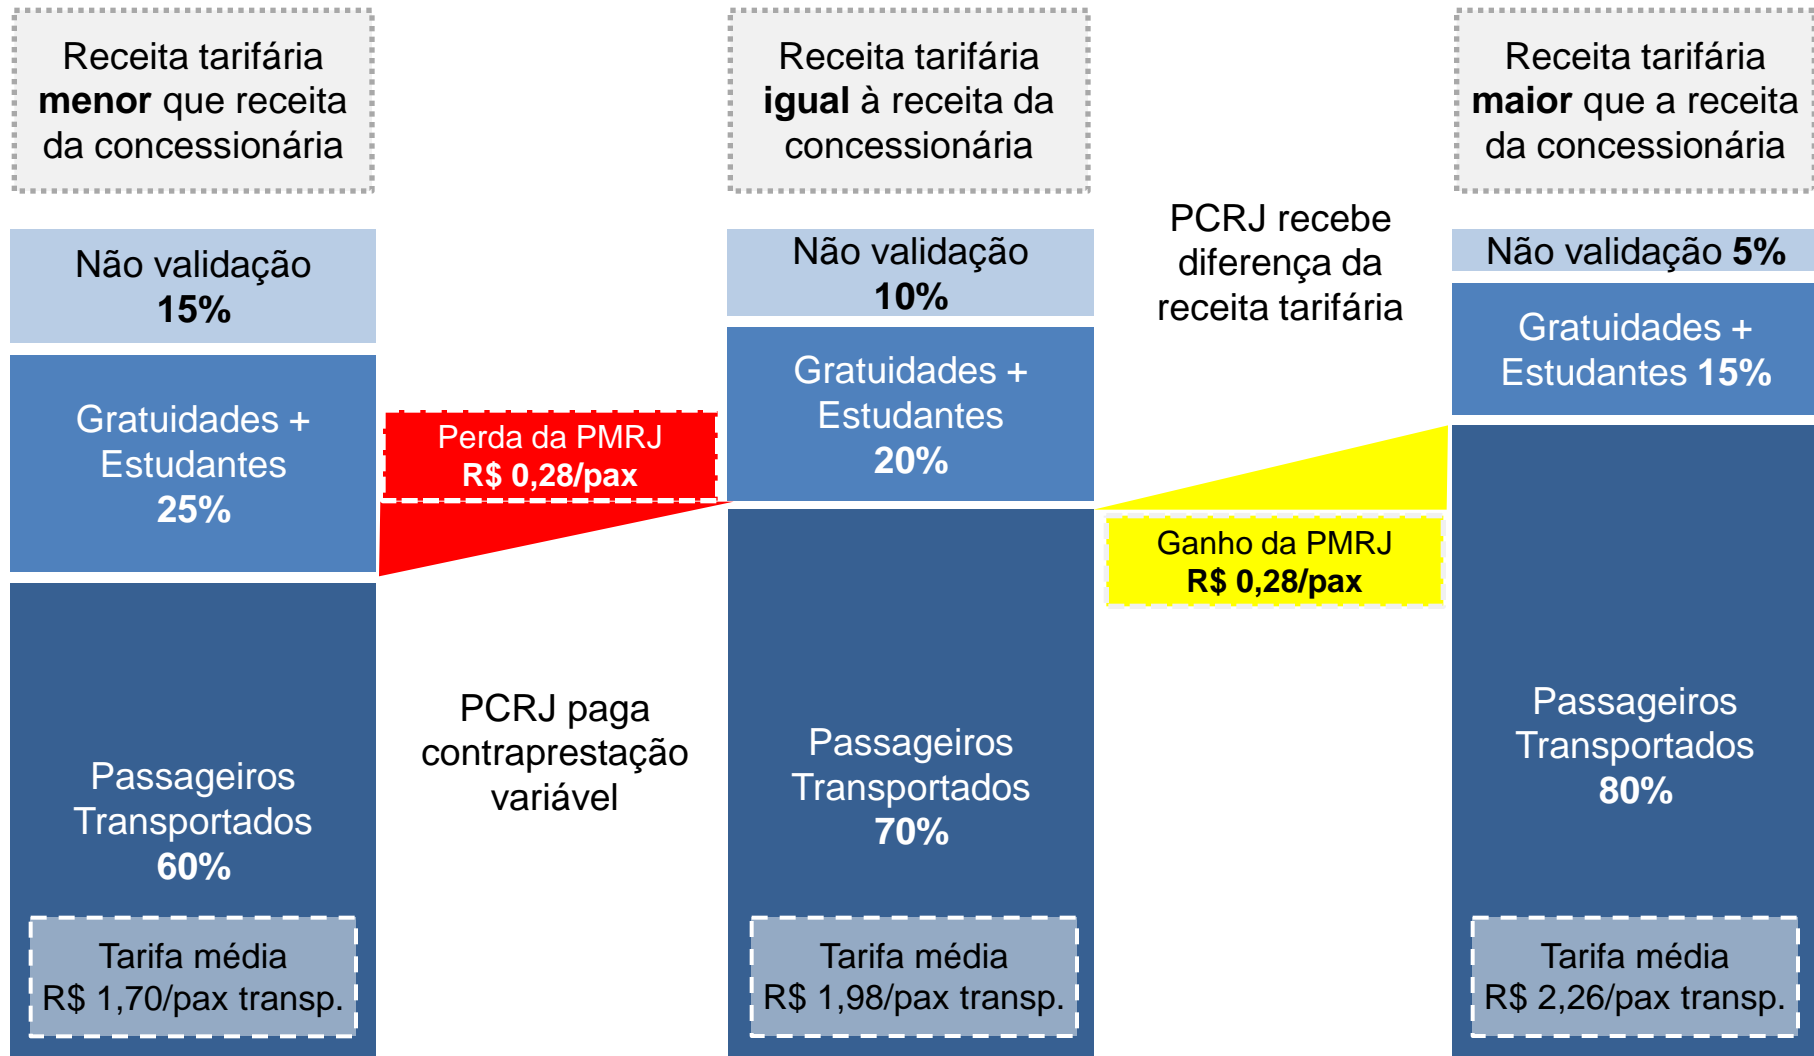 Receita tarifária
menor que receita
da concessionária
Não validação
15%
Gratuidades +
Estudantes
25%
Passageiros
Transportados
60%
Tarifa média
R$ 1,70/pax transp.
Perda da PMRJ
R$ 0,28/pax
PCRJ paga
contraprestação
variável
Receita tarifária
igual à receita da
concessionária
Não validação
10%
Gratuidades +
Estudantes
20%
Passageiros
Transportados
70%
Tarifa média
R$ 1,98/pax transp.
PCRJ recebe
diferença da
receita tarifária
Ganho da PMRJ
R$ 0,28/pax
Receita tarifária
maior que a receita
da concessionária
Não validação 5%
Gratuidades +
Estudantes 15%
Passageiros
Transportados
80%
Tarifa média
R$ 2,26/pax transp.